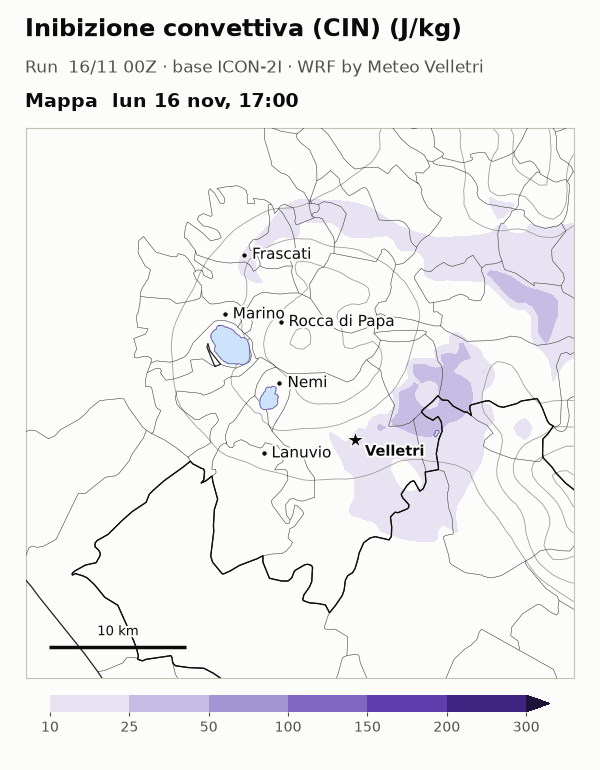 Inibizione convettiva (CIN) (J/kg)
Run  16/11 00Z · base ICON-2I · WRF by Meteo Velletri
Mappa  lun 16 nov, 17:00
Frascati
Marino
Rocca di Papa
Nemi
Velletri
Lanuvio
10 km
10 25 50 100 150 200 300